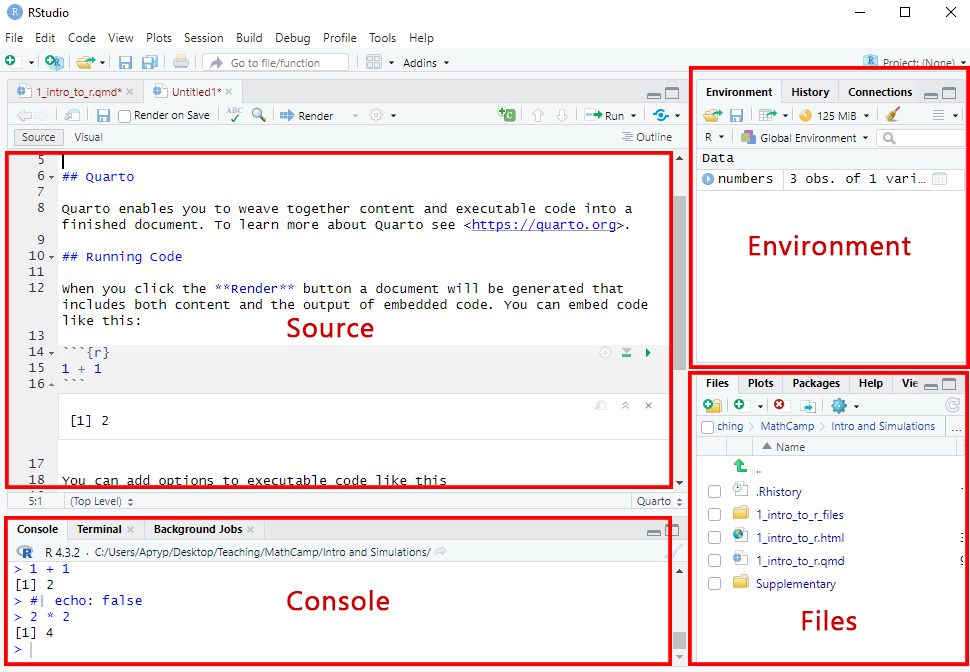 RStudio
File Edit Code View Plots Session Build Debug Profile Tools Help
Go to file/function Addins
Project: (None)
1_intro_to_r.qmd* Untitled1*
Render on Save ABC Render Run
Source Visual Outline
5
6 ## Quarto
7
8 Quarto enables you to weave together content and executable code into a
finished document. To learn more about Quarto see <https://quarto.org>.
9
10 ## Running Code
11
12 When you click the **Render** button a document will be generated that
includes both content and the output of embedded code. You can embed code
like this:
Source
13
14 ```{r}
15 1 + 1
16 ```
[1] 2
17
18 You can add options to executable code like this
5:1 (Top Level) Quarto
Console Terminal Background Jobs
R R 4.3.2 · C:/Users/Aptyp/Desktop/Teaching/MathCamp/Intro and Simulations/
> 1 + 1
[1] 2
> #| echo: false
> 2 * 2
[1] 4
>
Console
Environment History Connections
125 MiB
R Global Environment
Data
numbers 3 obs. of 1 vari…
Environment
Files Plots Packages Help Vie
ching MathCamp Intro and Simulations ...
Name
..
.Rhistory
1_intro_to_r_files
1_intro_to_r.html
1_intro_to_r.qmd
Supplementary
Files